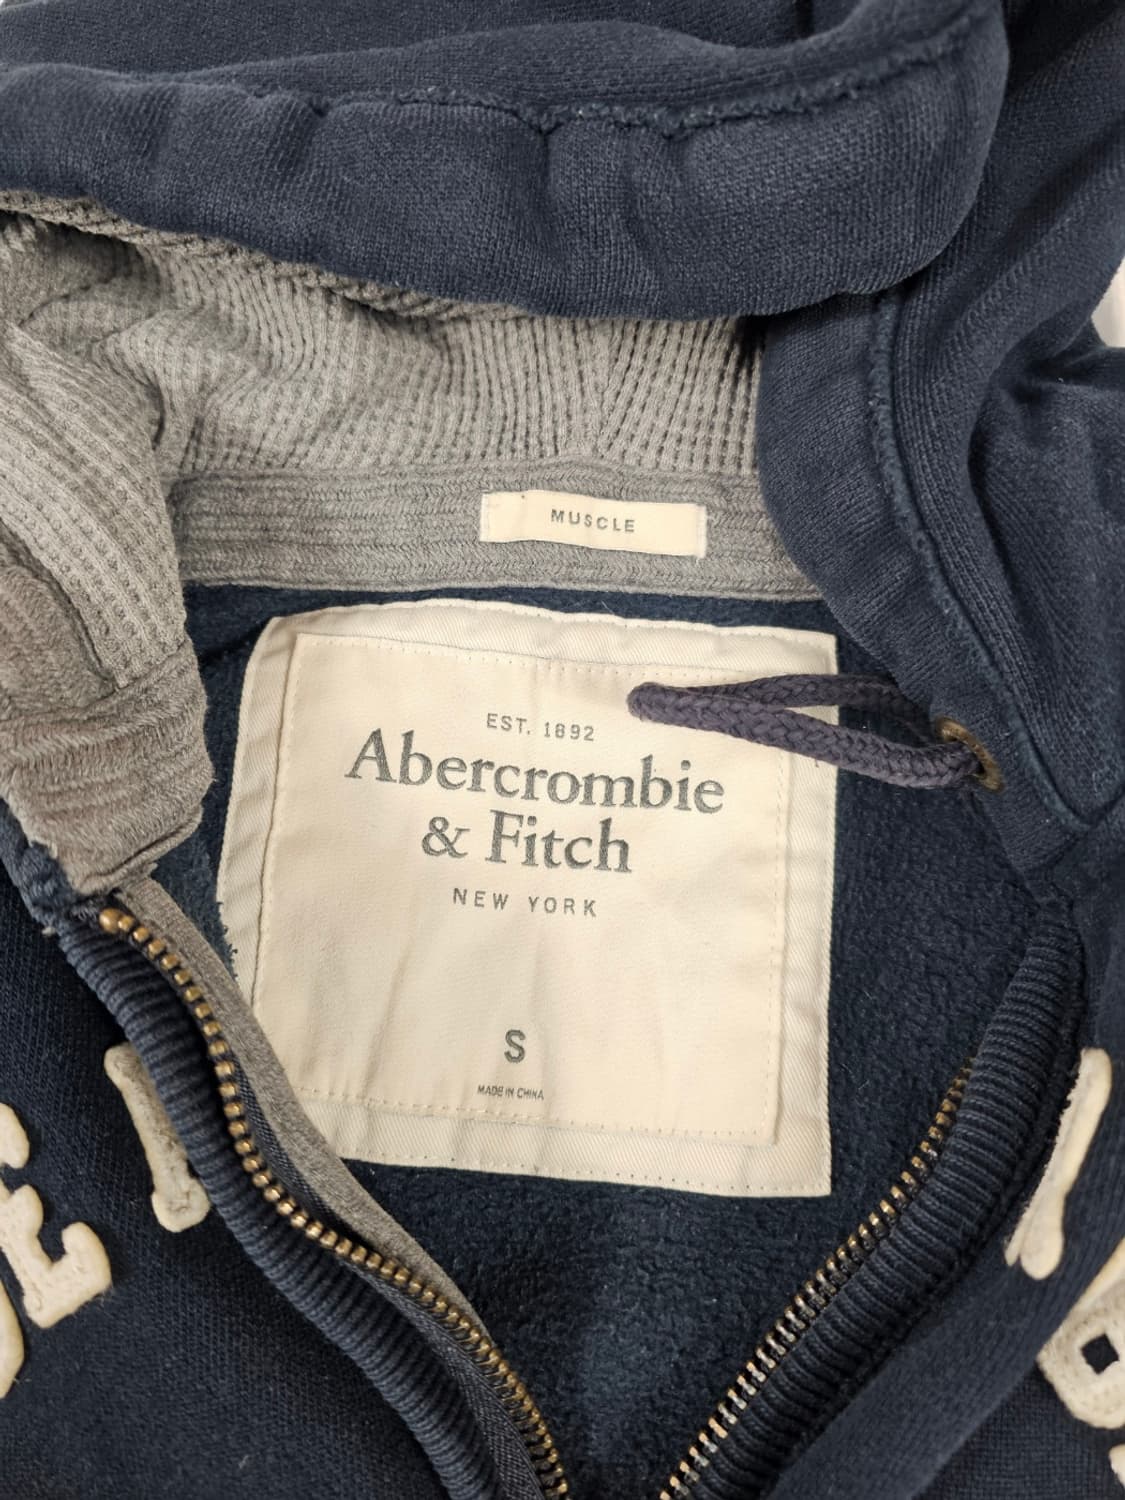 MUSCLE
EST. 1892
Abercrombie
& Fitch
NEW YORK
S
MADE IN CHINA